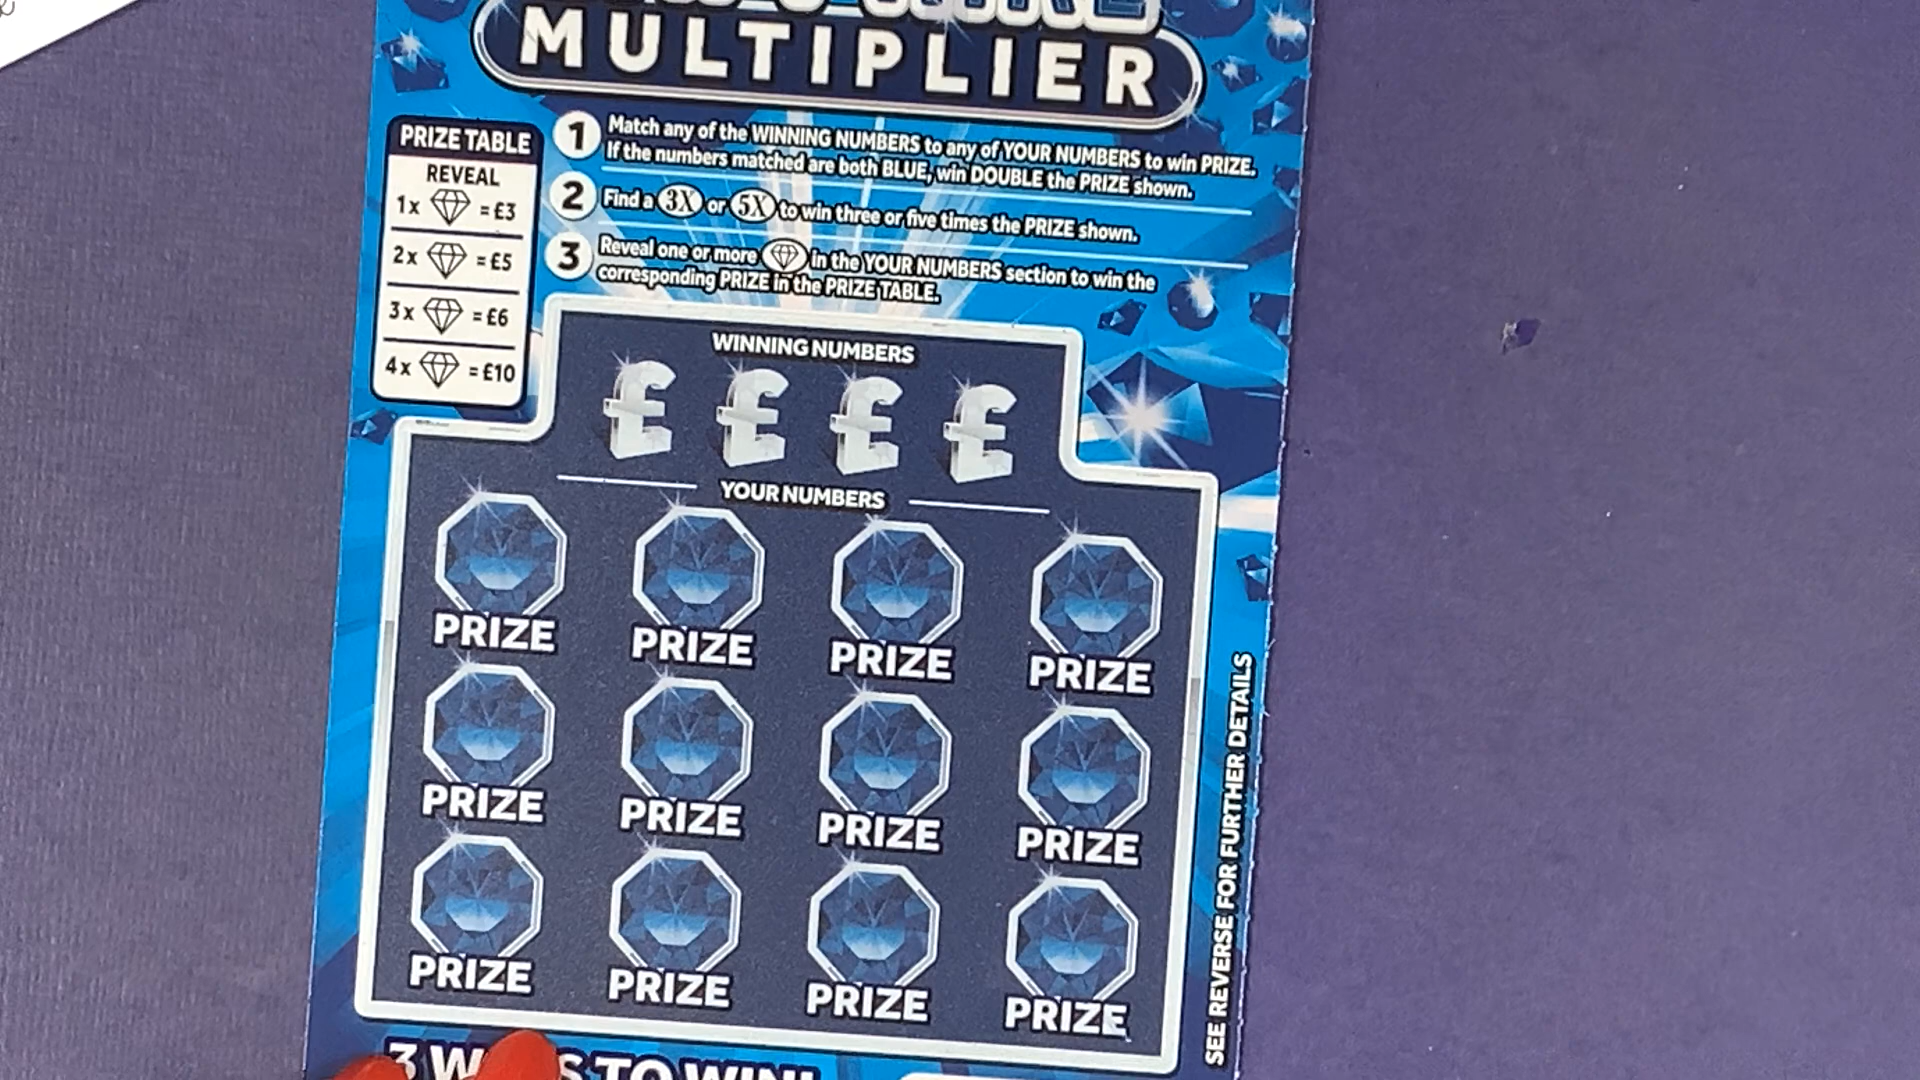 MULTIPLIER
PRIZE TABLE
REVEAL
1x = £3
2x = £5
3x = £6
4x = £10
1 Match any of the WINNING NUMBERS to any of YOUR NUMBERS to win PRIZE.
If the numbers matched are both BLUE, win DOUBLE the PRIZE shown.
2 Find a 3X or 5X to win three or five times the PRIZE shown.
3 Reveal one or more in the YOUR NUMBERS section to win the
corresponding PRIZE in the PRIZE TABLE.
WINNING NUMBERS
£ £ £ £
YOUR NUMBERS
PRIZE PRIZE PRIZE PRIZE
PRIZE PRIZE PRIZE PRIZE
PRIZE PRIZE PRIZE PRIZE
SEE REVERSE FOR FURTHER DETAILS
3 TO WIN!